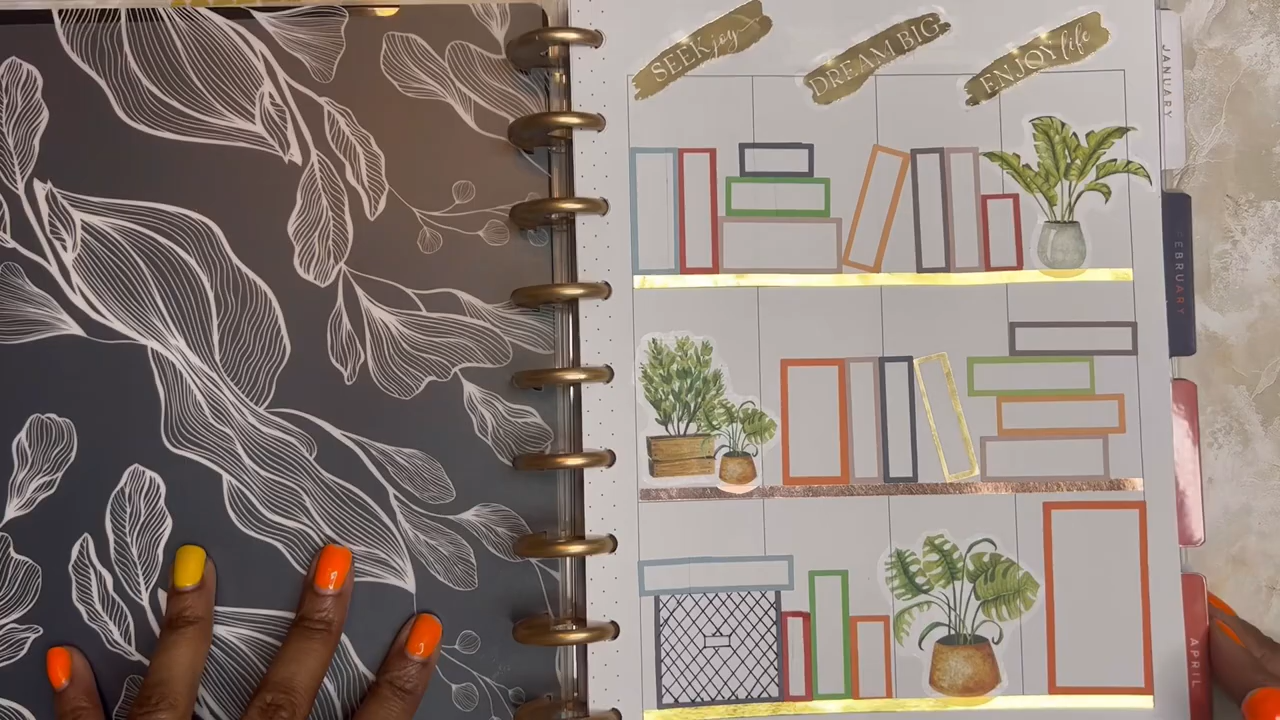 SEEK joy
DREAM BIG
ENJOY life
JANUARY
FEBRUARY
APRIL